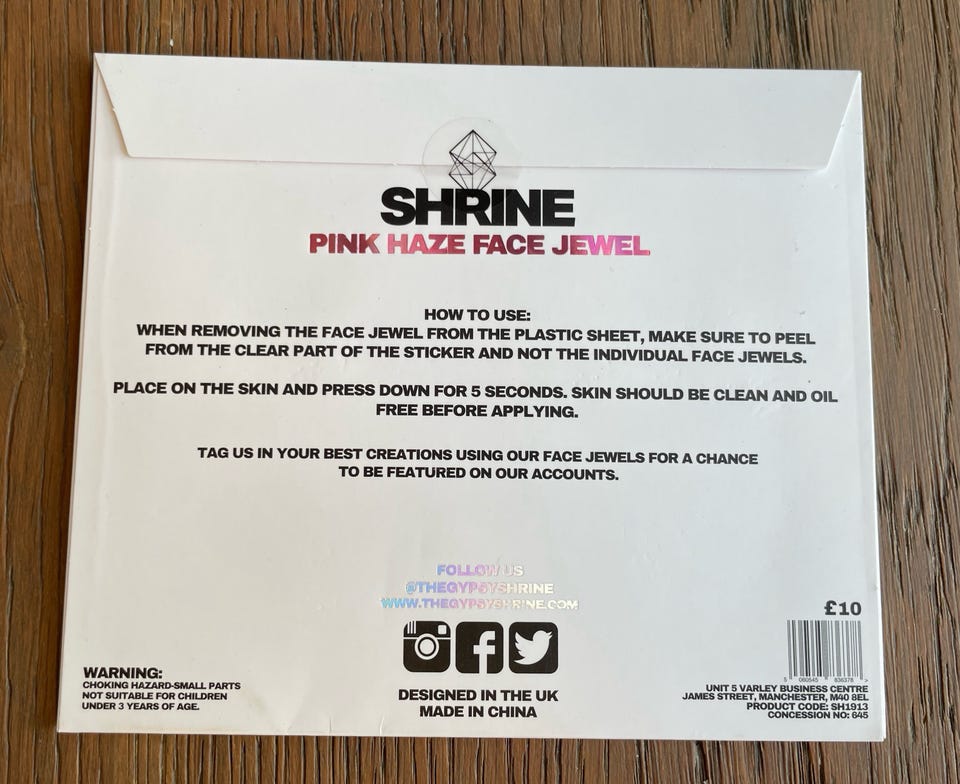 SHRINE
PINK HAZE FACE JEWEL
HOW TO USE:
WHEN REMOVING THE FACE JEWEL FROM THE PLASTIC SHEET, MAKE SURE TO PEEL
FROM THE CLEAR PART OF THE STICKER AND NOT THE INDIVIDUAL FACE JEWELS.
PLACE ON THE SKIN AND PRESS DOWN FOR 5 SECONDS. SKIN SHOULD BE CLEAN AND OIL
FREE BEFORE APPLYING.
TAG US IN YOUR BEST CREATIONS USING OUR FACE JEWELS FOR A CHANCE
TO BE FEATURED ON OUR ACCOUNTS.
FOLLOW US
@THEGYPSYSHRINE
WWW.THEGYPSYSHRINE.COM
WARNING:
CHOKING HAZARD-SMALL PARTS
NOT SUITABLE FOR CHILDREN
UNDER 3 YEARS OF AGE.
DESIGNED IN THE UK
MADE IN CHINA
£10
5 060545 836378 >
UNIT 5 VARLEY BUSINESS CENTRE
JAMES STREET, MANCHESTER, M40 8EL
PRODUCT CODE: SH1913
CONCESSION NO: 645